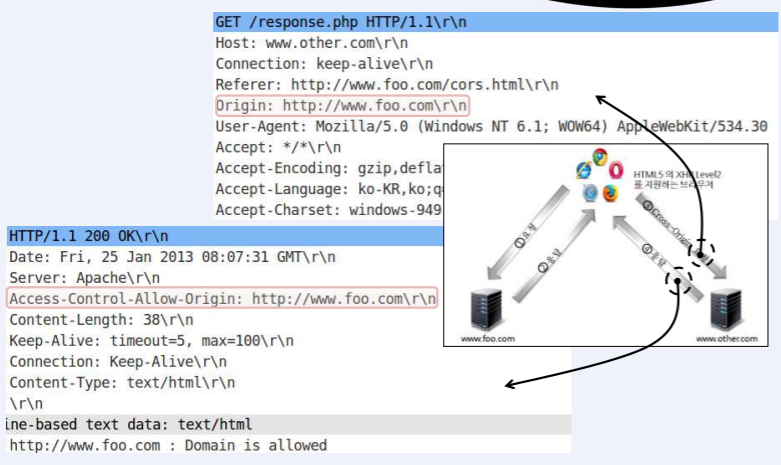 GET /response.php HTTP/1.1\r\n
Host: www.other.com\r\n
Connection: keep-alive\r\n
Referer: http://www.foo.com/cors.html\r\n
Origin: http://www.foo.com\r\n
User-Agent: Mozilla/5.0 (Windows NT 6.1; WOW64) AppleWebKit/534.30
Accept: */*\r\n
Accept-Encoding: gzip,defla
Accept-Language: ko-KR,ko;q=
Accept-Charset: windows-949
HTML5 의 XHR Level2
를 지원하는 브라우저
①요청
②응답
③Cross-Origin
④응답
www.foo.com
www.other.com
HTTP/1.1 200 OK\r\n
Date: Fri, 25 Jan 2013 08:07:31 GMT\r\n
Server: Apache\r\n
Access-Control-Allow-Origin: http://www.foo.com\r\n
Content-Length: 38\r\n
Keep-Alive: timeout=5, max=100\r\n
Connection: Keep-Alive\r\n
Content-Type: text/html\r\n
\r\n
ine-based text data: text/html
http://www.foo.com : Domain is allowed